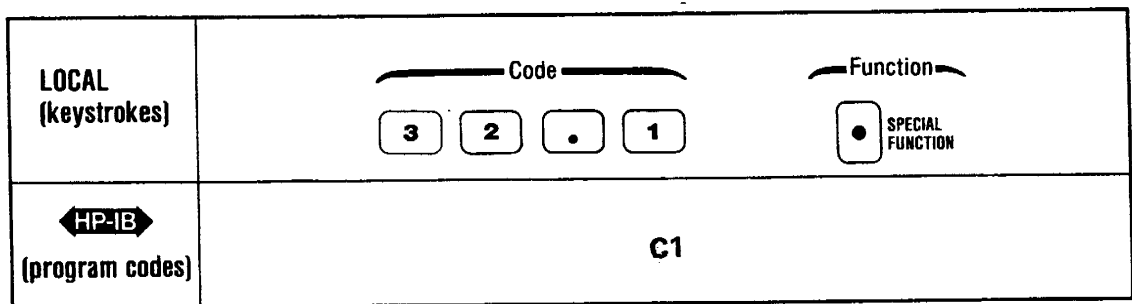 LOCAL
(keystrokes)
Code
Function
3 2 . 1
SPECIAL
FUNCTION
HP-IB
(program codes)
C1